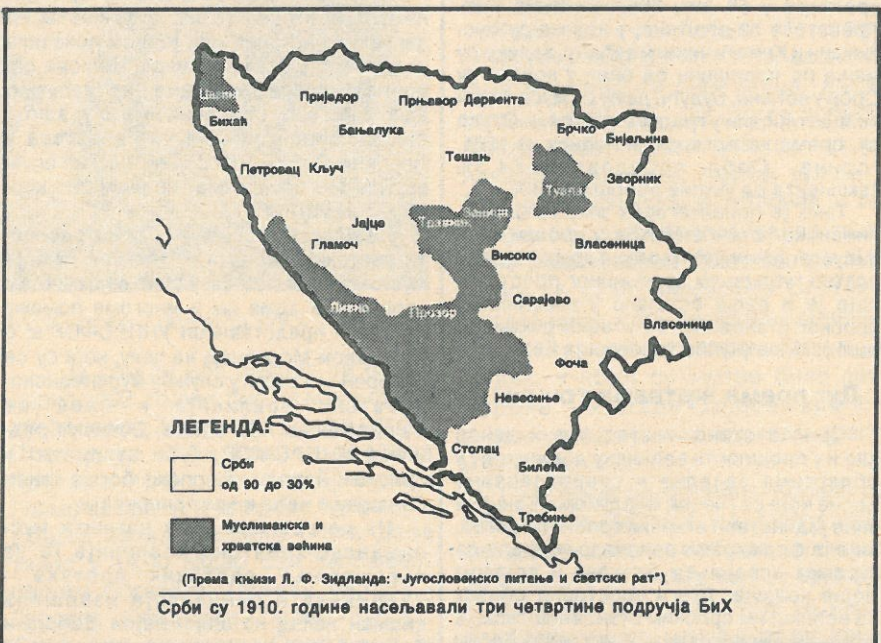 Цазин
Бихаћ
Приједор
Прњавор Дервента
Бањалука
Брчко
Бијељина
Тешањ
Петровац Кључ
Тузла
Зворник
Јајце
Травник
Зеница
Гламоч
Високо
Власеница
Ливно
Прозор
Сарајево
Власеница
Фоча
Невесиње
Столац
Билећа
Требиње
ЛЕГЕНДА:
Срби
од 90 до 30%
Муслиманска и
хрватска већина
(Према књизи Л. Ф. Зидланда: "Југословенско питање и светски рат")
Срби су 1910. године насељавали три четвртине подручја БиХ